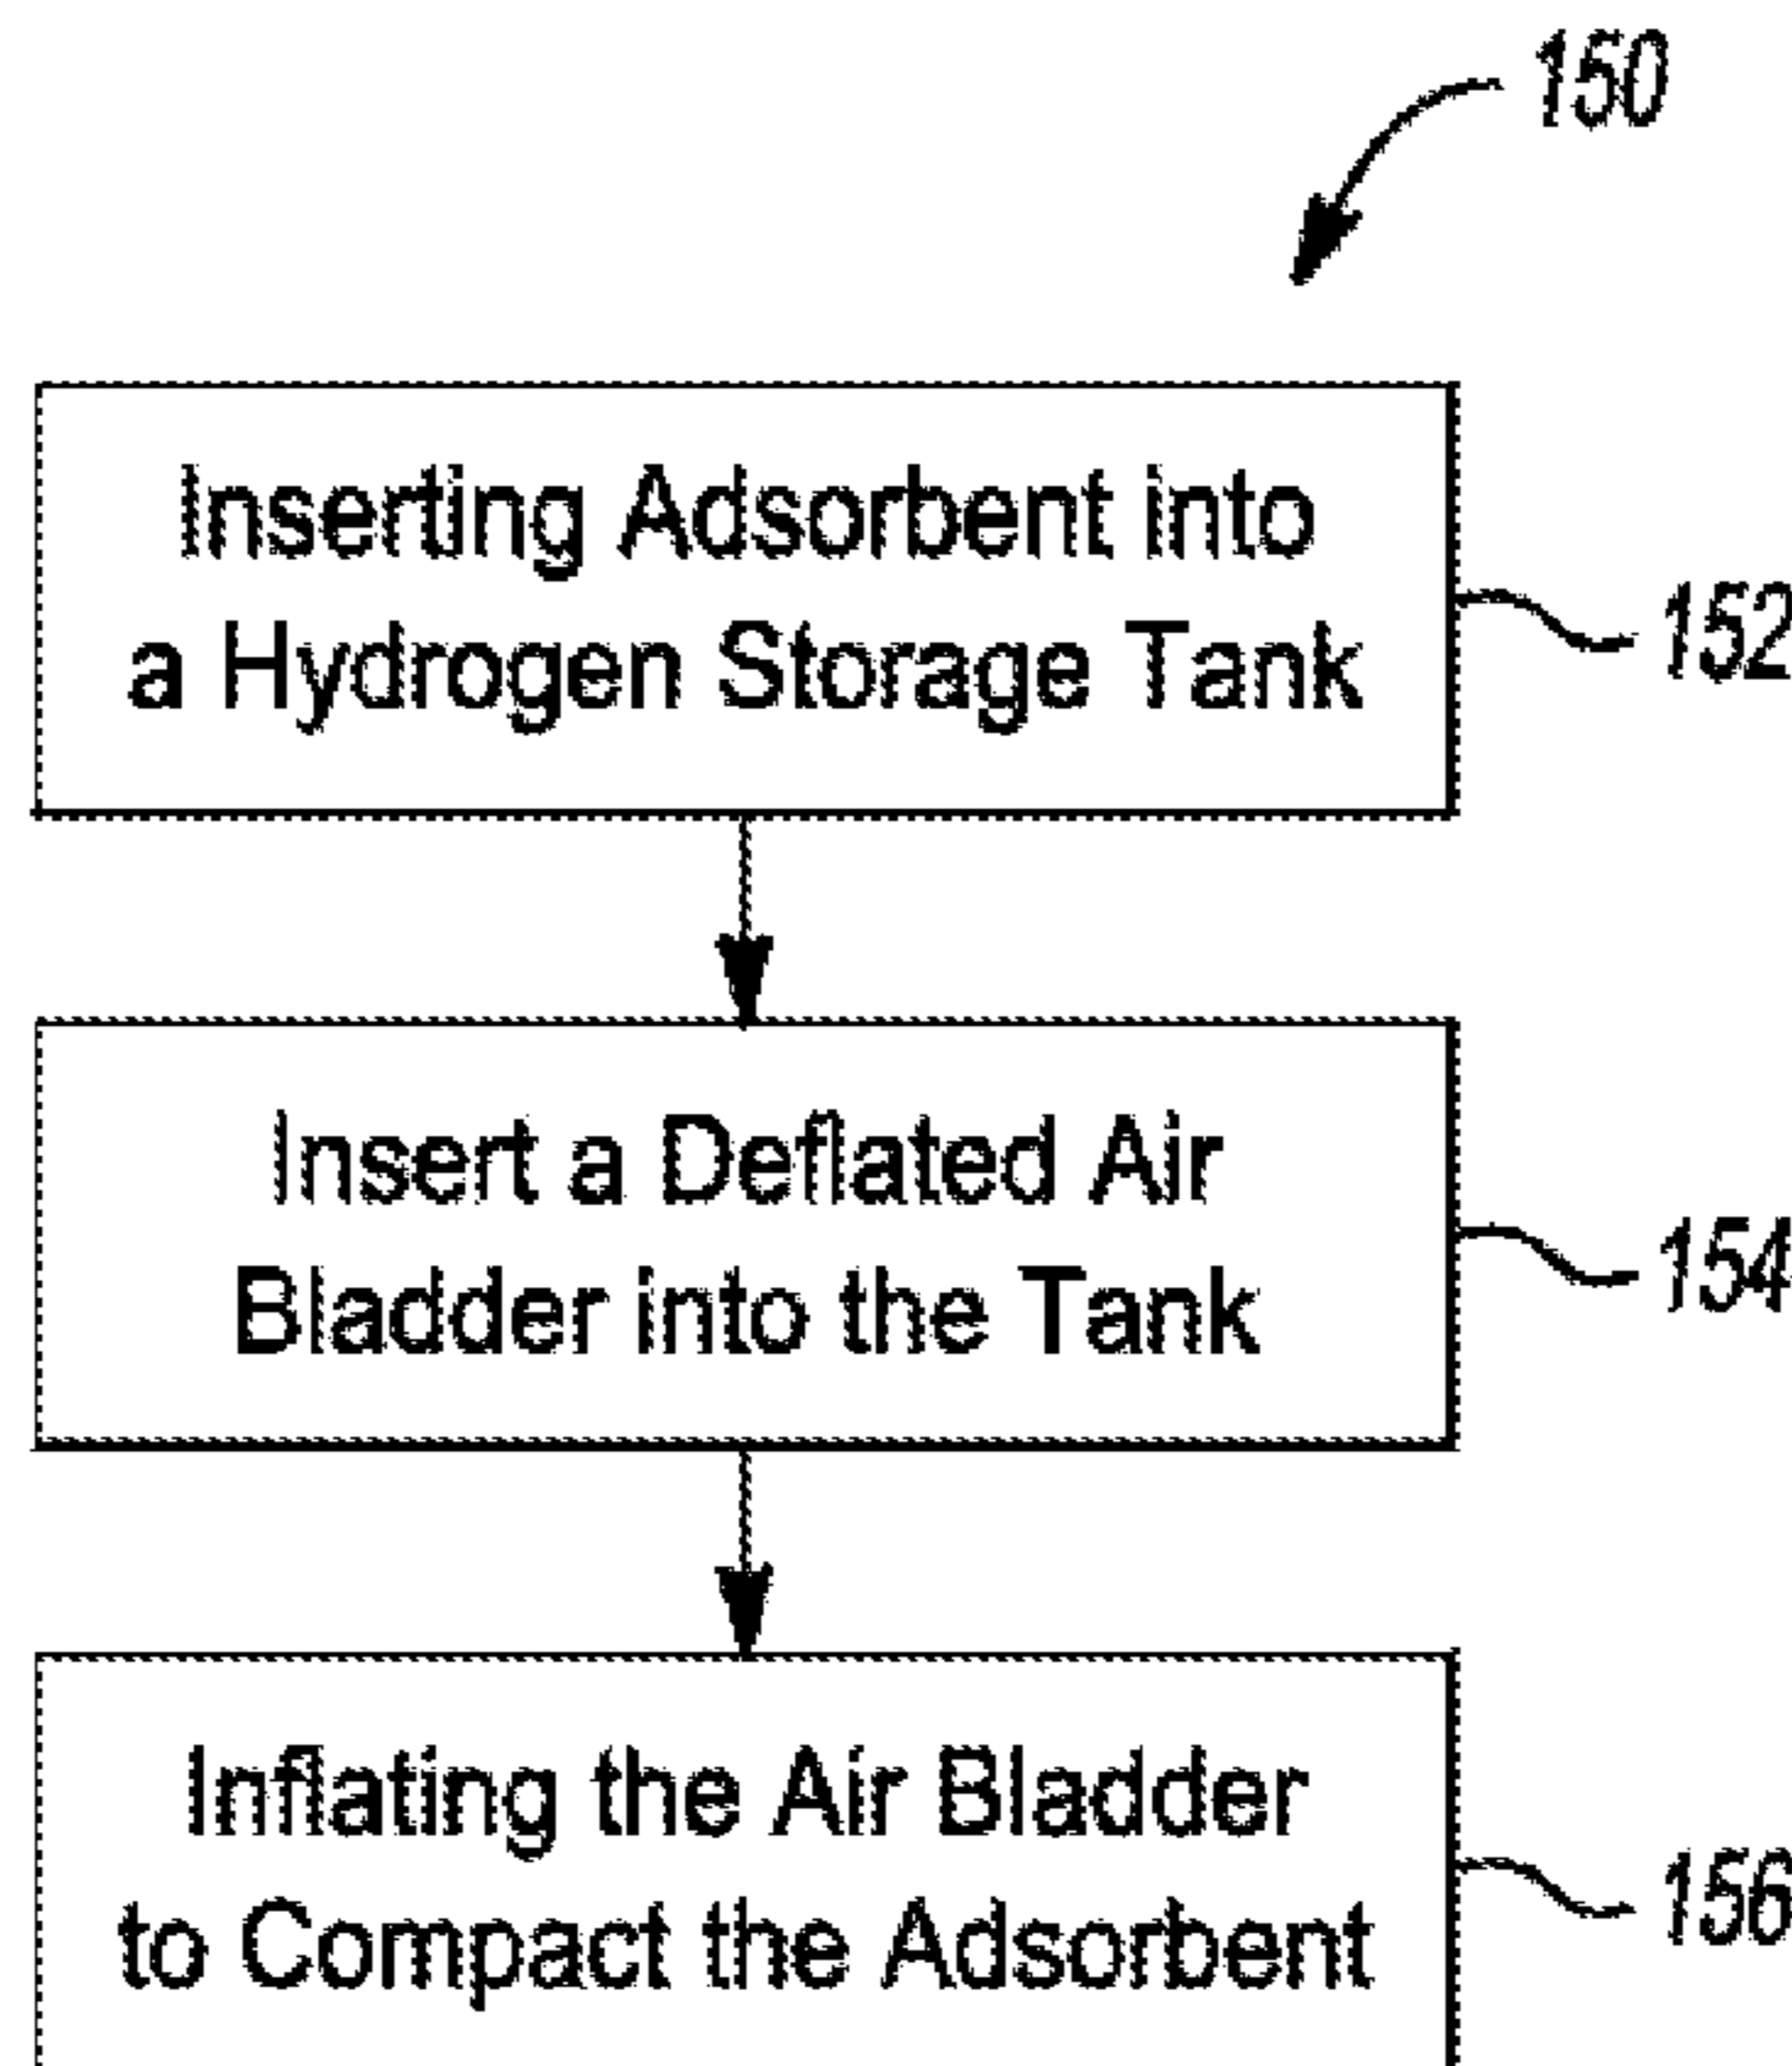 150
Inserting Adsorbent into
a Hydrogen Storage Tank
152
Insert a Deflated Air
Bladder into the Tank
154
Inflating the Air Bladder
to Compact the Adsorbent
156